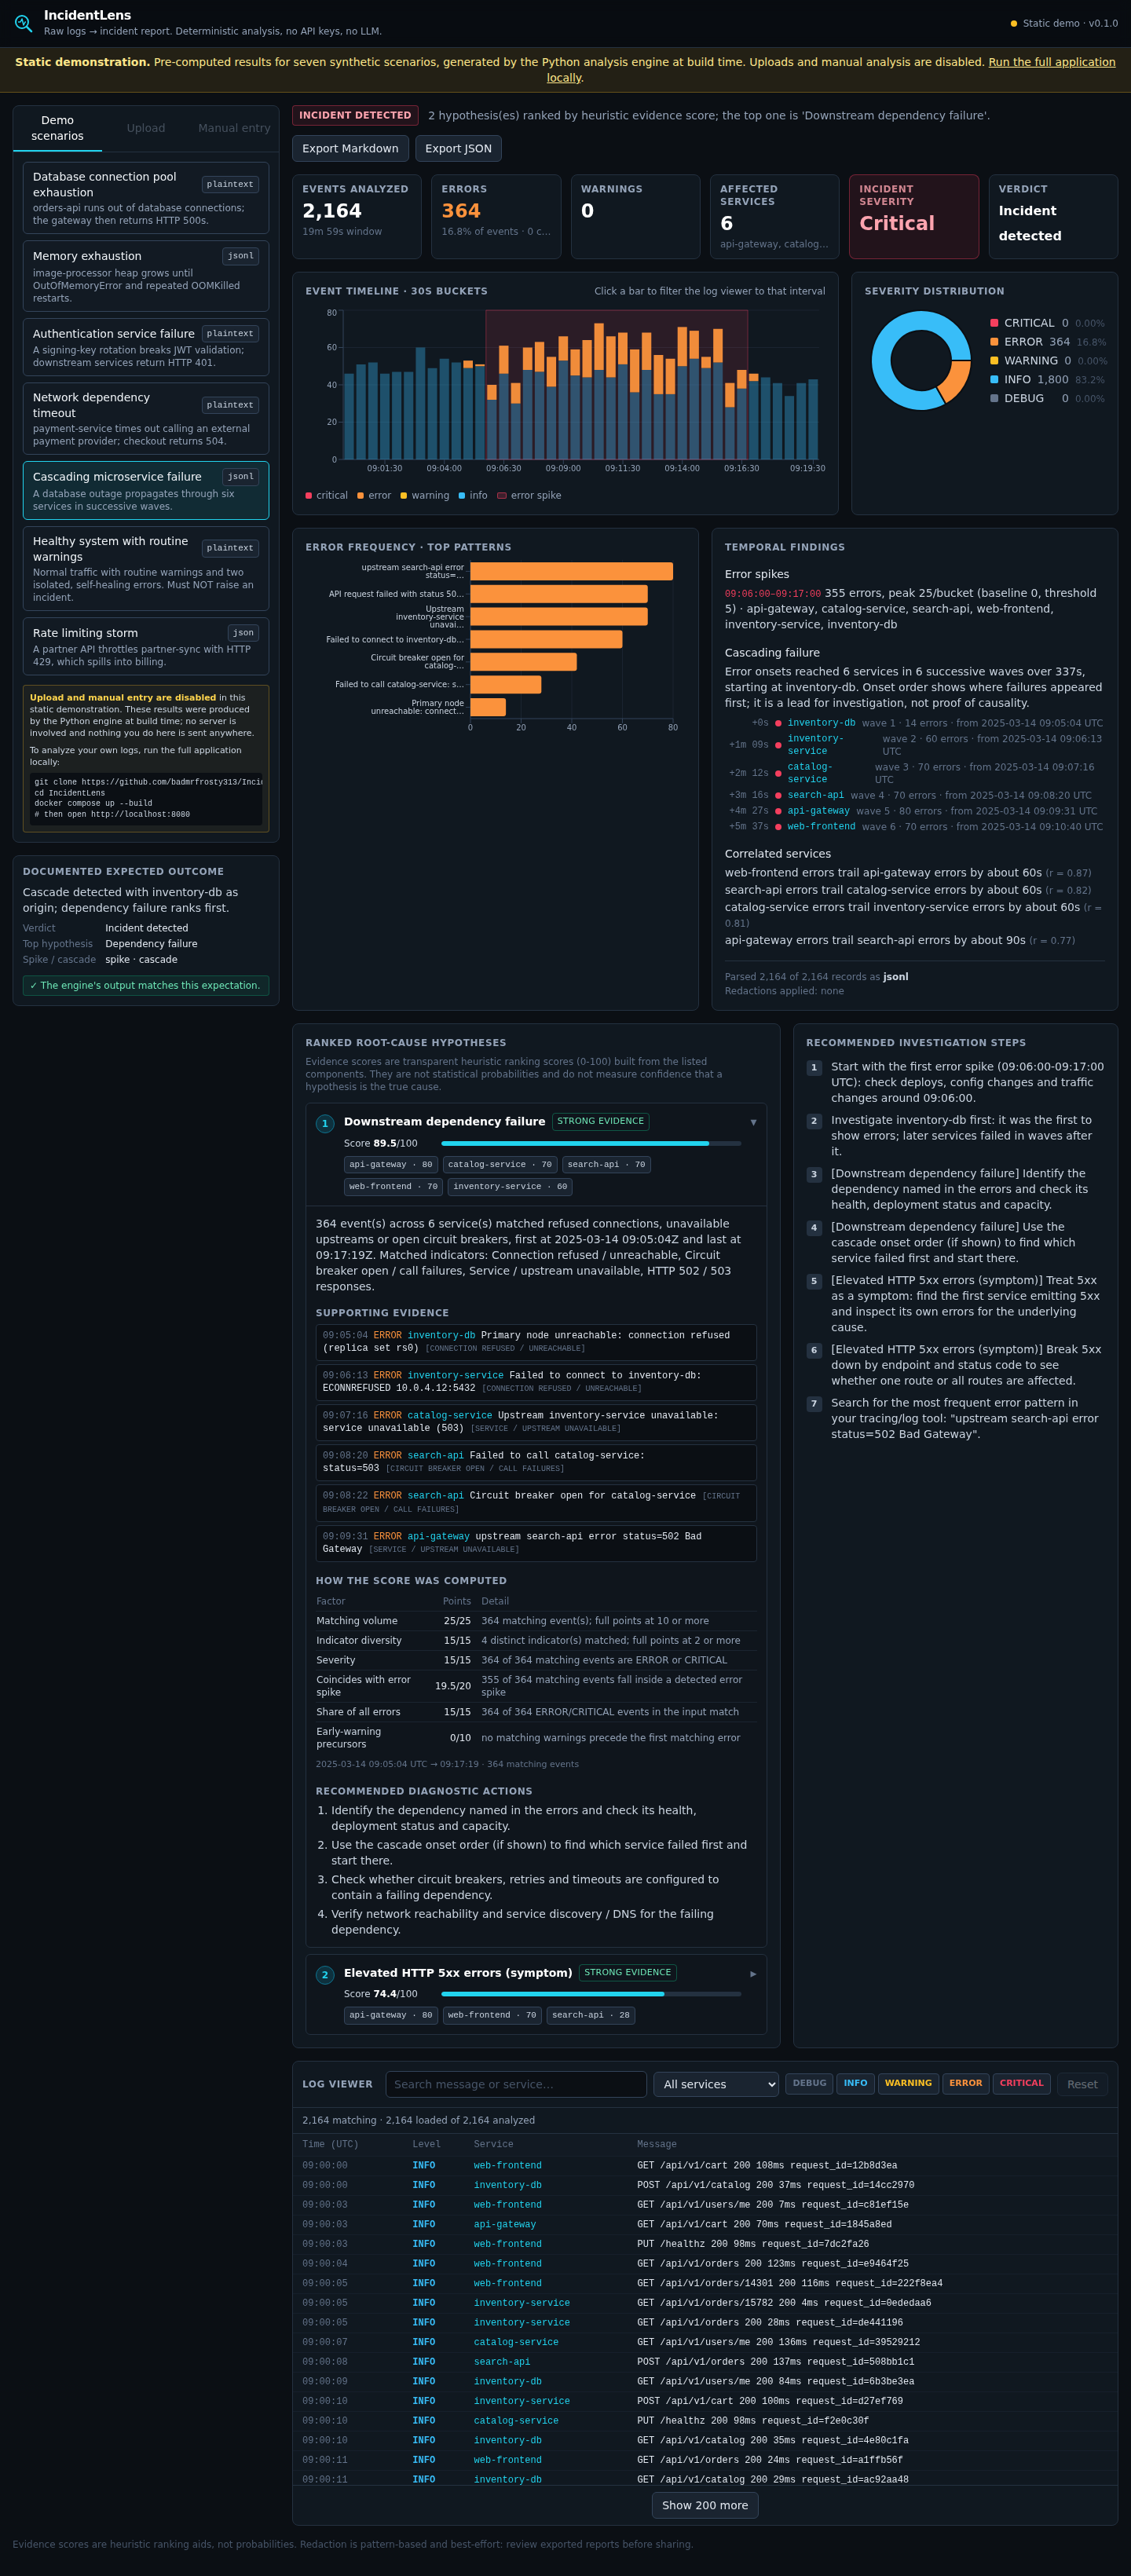 IncidentLens
Raw logs → incident report. Deterministic analysis, no API keys, no LLM.
Static demo · v0.1.0
Static demonstration. Pre-computed results for seven synthetic scenarios, generated by the Python analysis engine at build time. Uploads and manual analysis are disabled. Run the full application
locally.
Demo
scenarios
Upload
Manual entry
Database connection pool
exhaustion
plaintext
orders-api runs out of database connections;
the gateway then returns HTTP 500s.
Memory exhaustion
jsonl
image-processor heap grows until
OutOfMemoryError and repeated OOMKilled
restarts.
Authentication service failure
plaintext
A signing-key rotation breaks JWT validation;
downstream services return HTTP 401.
Network dependency
timeout
plaintext
payment-service times out calling an external
payment provider; checkout returns 504.
Cascading microservice failure
jsonl
A database outage propagates through six
services in successive waves.
Healthy system with routine
warnings
plaintext
Normal traffic with routine warnings and two
isolated, self-healing errors. Must NOT raise an
incident.
Rate limiting storm
json
A partner API throttles partner-sync with HTTP
429, which spills into billing.
Upload and manual entry are disabled in this
static demonstration. These results were produced
by the Python engine at build time; no server is
involved and nothing you do here is sent anywhere.
To analyze your own logs, run the full application
locally:
git clone https://github.com/badmrfrosty313/Inci
cd IncidentLens
docker compose up --build
# then open http://localhost:8080
DOCUMENTED EXPECTED OUTCOME
Cascade detected with inventory-db as
origin; dependency failure ranks first.
Verdict Incident detected
Top hypothesis Dependency failure
Spike / cascade spike · cascade
✓ The engine's output matches this expectation.
INCIDENT DETECTED
2 hypothesis(es) ranked by heuristic evidence score; the top one is 'Downstream dependency failure'.
Export Markdown
Export JSON
EVENTS ANALYZED
2,164
19m 59s window
ERRORS
364
16.8% of events · 0 c…
WARNINGS
0
AFFECTED
SERVICES
6
api-gateway, catalog…
INCIDENT
SEVERITY
Critical
VERDICT
Incident
detected
EVENT TIMELINE · 30S BUCKETS
Click a bar to filter the log viewer to that interval
80
60
40
20
0
09:01:30 09:04:00 09:06:30 09:09:00 09:11:30 09:14:00 09:16:30 09:19:30
critical error warning info error spike
SEVERITY DISTRIBUTION
CRITICAL 0 0.00%
ERROR 364 16.8%
WARNING 0 0.00%
INFO 1,800 83.2%
DEBUG 0 0.00%
ERROR FREQUENCY · TOP PATTERNS
upstream search-api error
status=…
API request failed with status 50…
Upstream
inventory-service
unavai…
Failed to connect to inventory-db…
Circuit breaker open for
catalog-…
Failed to call catalog-service: s…
Primary node
unreachable: connect…
0 20 40 60 80
TEMPORAL FINDINGS
Error spikes
09:06:00–09:17:00 355 errors, peak 25/bucket (baseline 0, threshold
5) · api-gateway, catalog-service, search-api, web-frontend,
inventory-service, inventory-db
Cascading failure
Error onsets reached 6 services in 6 successive waves over 337s,
starting at inventory-db. Onset order shows where failures appeared
first; it is a lead for investigation, not proof of causality.
+0s inventory-db wave 1 · 14 errors · from 2025-03-14 09:05:04 UTC
+1m 09s inventory-
service
wave 2 · 60 errors · from 2025-03-14 09:06:13
UTC
+2m 12s catalog-
service
wave 3 · 70 errors · from 2025-03-14 09:07:16
UTC
+3m 16s search-api wave 4 · 70 errors · from 2025-03-14 09:08:20 UTC
+4m 27s api-gateway wave 5 · 80 errors · from 2025-03-14 09:09:31 UTC
+5m 37s web-frontend wave 6 · 70 errors · from 2025-03-14 09:10:40 UTC
Correlated services
web-frontend errors trail api-gateway errors by about 60s (r = 0.87)
search-api errors trail catalog-service errors by about 60s (r = 0.82)
catalog-service errors trail inventory-service errors by about 60s (r =
0.81)
api-gateway errors trail search-api errors by about 90s (r = 0.77)
Parsed 2,164 of 2,164 records as jsonl
Redactions applied: none
RANKED ROOT-CAUSE HYPOTHESES
Evidence scores are transparent heuristic ranking scores (0-100) built from the listed
components. They are not statistical probabilities and do not measure confidence that a
hypothesis is the true cause.
1 Downstream dependency failure STRONG EVIDENCE ▼
Score 89.5/100
api-gateway · 80 catalog-service · 70 search-api · 70
web-frontend · 70 inventory-service · 60
364 event(s) across 6 service(s) matched refused connections, unavailable
upstreams or open circuit breakers, first at 2025-03-14 09:05:04Z and last at
09:17:19Z. Matched indicators: Connection refused / unreachable, Circuit
breaker open / call failures, Service / upstream unavailable, HTTP 502 / 503
responses.
SUPPORTING EVIDENCE
09:05:04 ERROR inventory-db Primary node unreachable: connection refused
(replica set rs0) [CONNECTION REFUSED / UNREACHABLE]
09:06:13 ERROR inventory-service Failed to connect to inventory-db:
ECONNREFUSED 10.0.4.12:5432 [CONNECTION REFUSED / UNREACHABLE]
09:07:16 ERROR catalog-service Upstream inventory-service unavailable:
service unavailable (503) [SERVICE / UPSTREAM UNAVAILABLE]
09:08:20 ERROR search-api Failed to call catalog-service:
status=503 [CIRCUIT BREAKER OPEN / CALL FAILURES]
09:08:22 ERROR search-api Circuit breaker open for catalog-service [CIRCUIT
BREAKER OPEN / CALL FAILURES]
09:09:31 ERROR api-gateway upstream search-api error status=502 Bad
Gateway [SERVICE / UPSTREAM UNAVAILABLE]
HOW THE SCORE WAS COMPUTED
Factor Points Detail
Matching volume 25/25 364 matching event(s); full points at 10 or more
Indicator diversity 15/15 4 distinct indicator(s) matched; full points at 2 or more
Severity 15/15 364 of 364 matching events are ERROR or CRITICAL
Coincides with error
spike
19.5/20
355 of 364 matching events fall inside a detected error
spike
Share of all errors 15/15 364 of 364 ERROR/CRITICAL events in the input match
Early-warning
precursors
0/10 no matching warnings precede the first matching error
2025-03-14 09:05:04 UTC → 09:17:19 · 364 matching events
RECOMMENDED DIAGNOSTIC ACTIONS
1. Identify the dependency named in the errors and check its health,
deployment status and capacity.
2. Use the cascade onset order (if shown) to find which service failed first and
start there.
3. Check whether circuit breakers, retries and timeouts are configured to
contain a failing dependency.
4. Verify network reachability and service discovery / DNS for the failing
dependency.
2 Elevated HTTP 5xx errors (symptom) STRONG EVIDENCE ▶
Score 74.4/100
api-gateway · 80 web-frontend · 70 search-api · 28
RECOMMENDED INVESTIGATION STEPS
1 Start with the first error spike (09:06:00-09:17:00
UTC): check deploys, config changes and traffic
changes around 09:06:00.
2 Investigate inventory-db first: it was the first to
show errors; later services failed in waves after
it.
3 [Downstream dependency failure] Identify the
dependency named in the errors and check its
health, deployment status and capacity.
4 [Downstream dependency failure] Use the
cascade onset order (if shown) to find which
service failed first and start there.
5 [Elevated HTTP 5xx errors (symptom)] Treat 5xx
as a symptom: find the first service emitting 5xx
and inspect its own errors for the underlying
cause.
6 [Elevated HTTP 5xx errors (symptom)] Break 5xx
down by endpoint and status code to see
whether one route or all routes are affected.
7 Search for the most frequent error pattern in
your tracing/log tool: "upstream search-api error
status=502 Bad Gateway".
LOG VIEWER
Search message or service…
All services
DEBUG INFO WARNING ERROR CRITICAL
Reset
2,164 matching · 2,164 loaded of 2,164 analyzed
Time (UTC) Level Service Message
09:00:00 INFO web-frontend GET /api/v1/cart 200 108ms request_id=12b8d3ea
09:00:00 INFO inventory-db POST /api/v1/catalog 200 37ms request_id=14cc2970
09:00:03 INFO web-frontend GET /api/v1/users/me 200 7ms request_id=c81ef15e
09:00:03 INFO api-gateway GET /api/v1/cart 200 70ms request_id=1845a8ed
09:00:03 INFO web-frontend PUT /healthz 200 98ms request_id=7dc2fa26
09:00:04 INFO web-frontend GET /api/v1/orders 200 123ms request_id=e9464f25
09:00:05 INFO web-frontend GET /api/v1/orders/14301 200 116ms request_id=222f8ea4
09:00:05 INFO inventory-service GET /api/v1/orders/15782 200 4ms request_id=0ededaa6
09:00:05 INFO inventory-service GET /api/v1/orders 200 28ms request_id=de441196
09:00:07 INFO catalog-service GET /api/v1/users/me 200 136ms request_id=39529212
09:00:08 INFO search-api POST /api/v1/orders 200 137ms request_id=508bb1c1
09:00:09 INFO inventory-db GET /api/v1/users/me 200 84ms request_id=6b3be3ea
09:00:10 INFO inventory-service POST /api/v1/cart 200 100ms request_id=d27ef769
09:00:10 INFO catalog-service PUT /healthz 200 98ms request_id=f2e0c30f
09:00:10 INFO inventory-db GET /api/v1/catalog 200 35ms request_id=4e80c1fa
09:00:11 INFO web-frontend GET /api/v1/orders 200 24ms request_id=a1ffb56f
09:00:11 INFO inventory-db GET /api/v1/catalog 200 29ms request_id=ac92aa48
Show 200 more
Evidence scores are heuristic ranking aids, not probabilities. Redaction is pattern-based and best-effort: review exported reports before sharing.